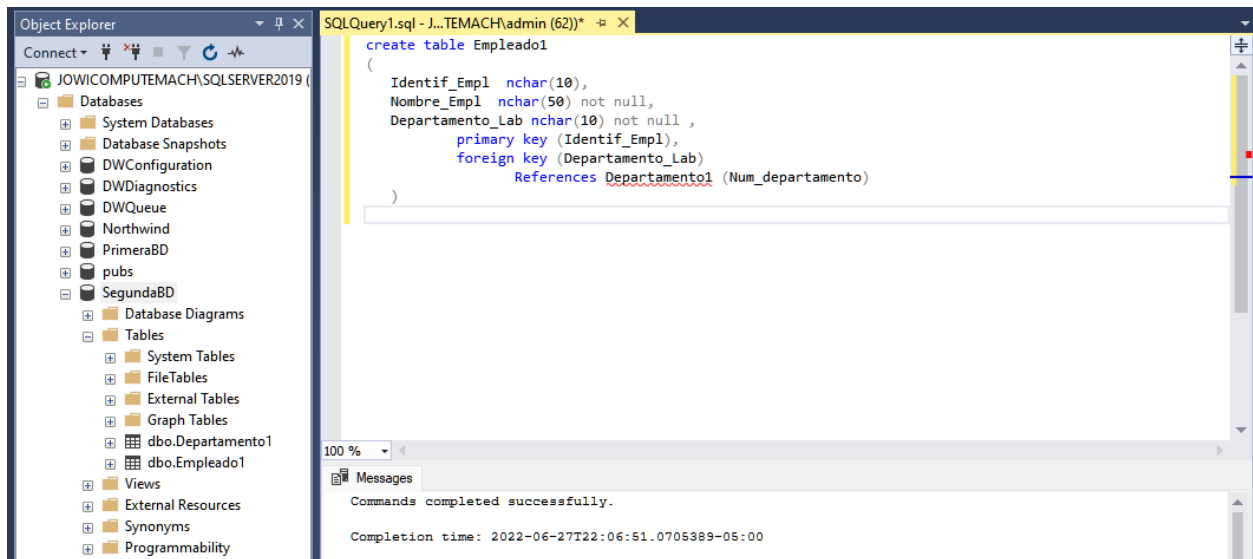 Object Explorer
Connect
JOWICOMPUTEMACH\SQLSERVER2019 (
Databases
System Databases
Database Snapshots
DWConfiguration
DWDiagnostics
DWQueue
Northwind
PrimeraBD
pubs
SegundaBD
Database Diagrams
Tables
System Tables
FileTables
External Tables
Graph Tables
dbo.Departamento1
dbo.Empleado1
Views
External Resources
Synonyms
Programmability
SQLQuery1.sql - J...TEMACH\admin (62))*
create table Empleado1
(
Identif_Empl nchar(10),
Nombre_Empl nchar(50) not null,
Departamento_Lab nchar(10) not null ,
primary key (Identif_Empl),
foreign key (Departamento_Lab)
References Departamento1 (Num_departamento)
)
100 %
Messages
Commands completed successfully.
Completion time: 2022-06-27T22:06:51.0705389-05:00